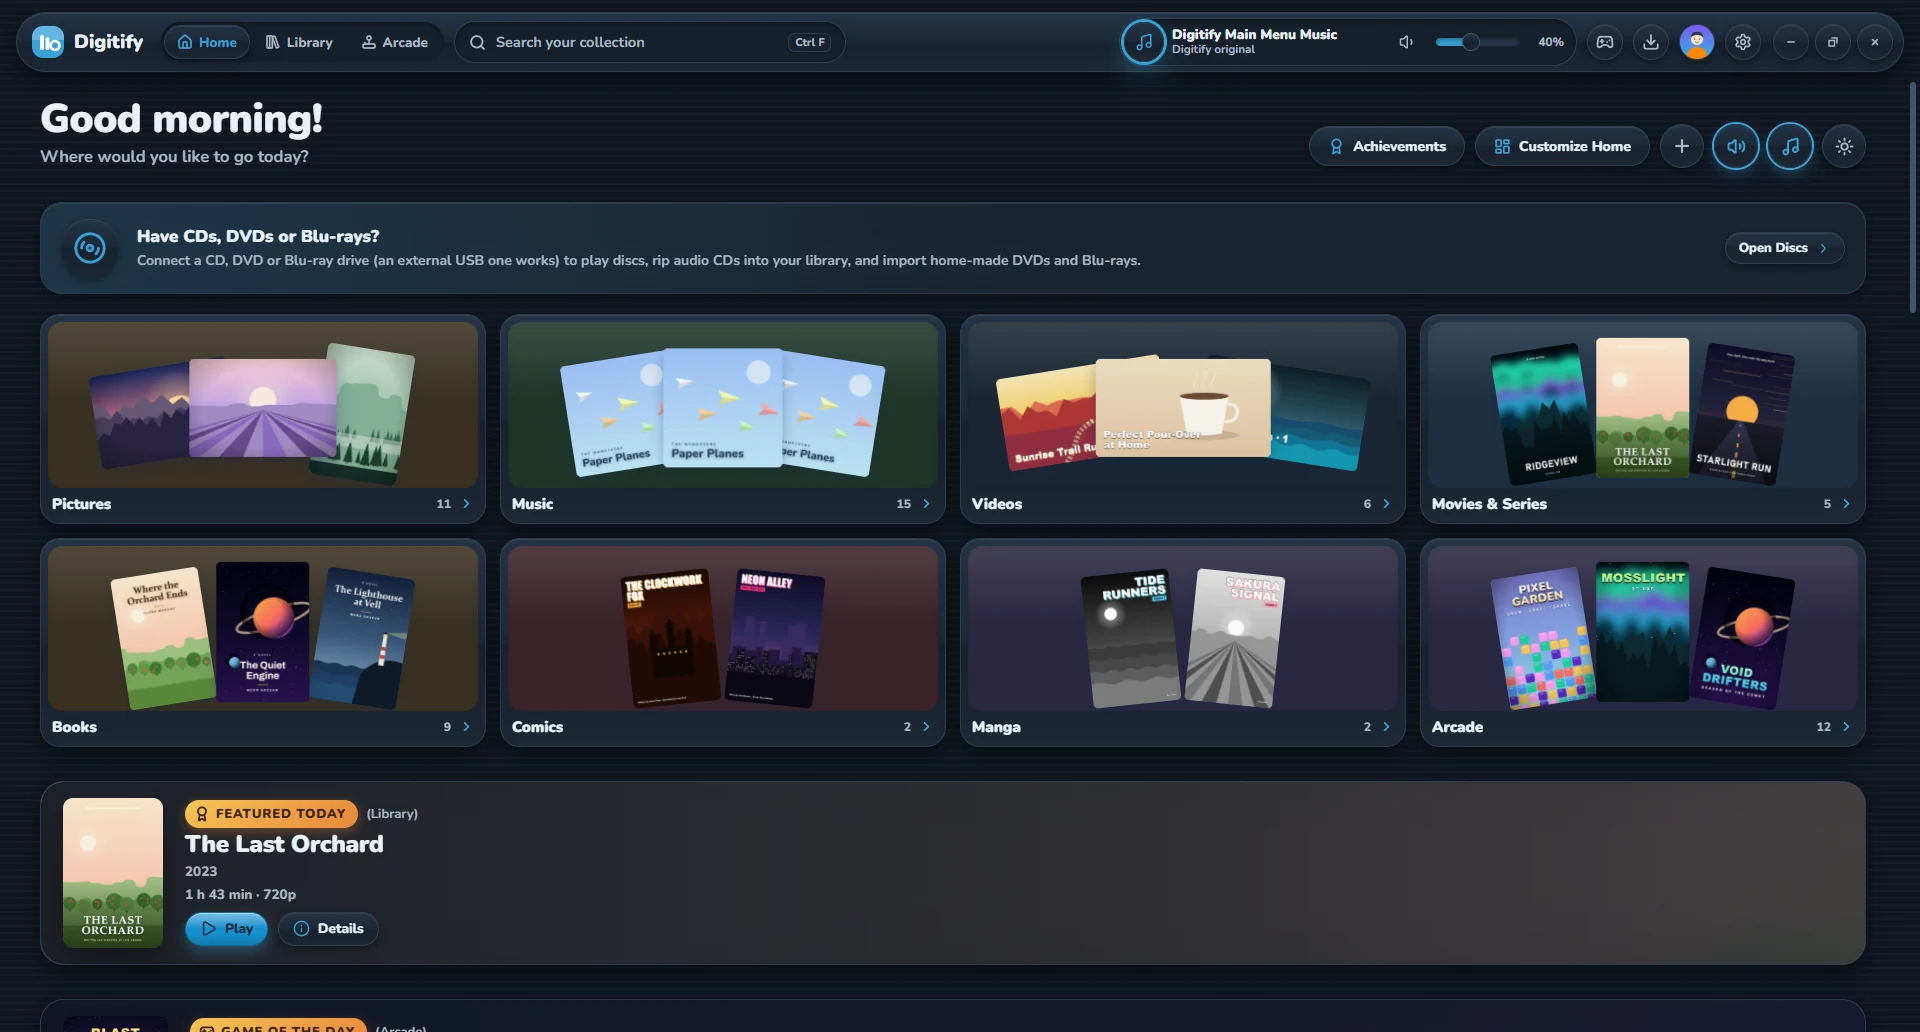 Digitify
Home
Library
Arcade
Search your collection
Ctrl F
Digitify Main Menu Music
Digitify original
40%
Good morning!
Where would you like to go today?
Achievements
Customize Home
Have CDs, DVDs or Blu-rays?
Connect a CD, DVD or Blu-ray drive (an external USB one works) to play discs, rip audio CDs into your library, and import home-made DVDs and Blu-rays.
Open Discs
Paper Planes
THE WANDERERS
Paper Planes
Sunrise Trail
Perfect Pour-Over
at Home
RIDGEVIEW
THE LAST
ORCHARD
STARLIGHT RUN
Pictures
11
Music
15
Videos
6
Movies & Series
5
Where the
Orchard Ends
A NOVEL
The Quiet
Engine
A NOVEL
The Lighthouse
at Vell
THE CLOCKWORK
FOX
NEON ALLEY
TIDE
RUNNERS
SAKURA
SIGNAL
PIXEL
GARDEN
MOSSLIGHT
VOID
DRIFTERS
Books
9
Comics
2
Manga
2
Arcade
12
FEATURED TODAY
(Library)
The Last Orchard
2023
1 h 43 min · 720p
Play
Details
THE LAST
ORCHARD
BLAST
GAME OF THE DAY
(Arcade)